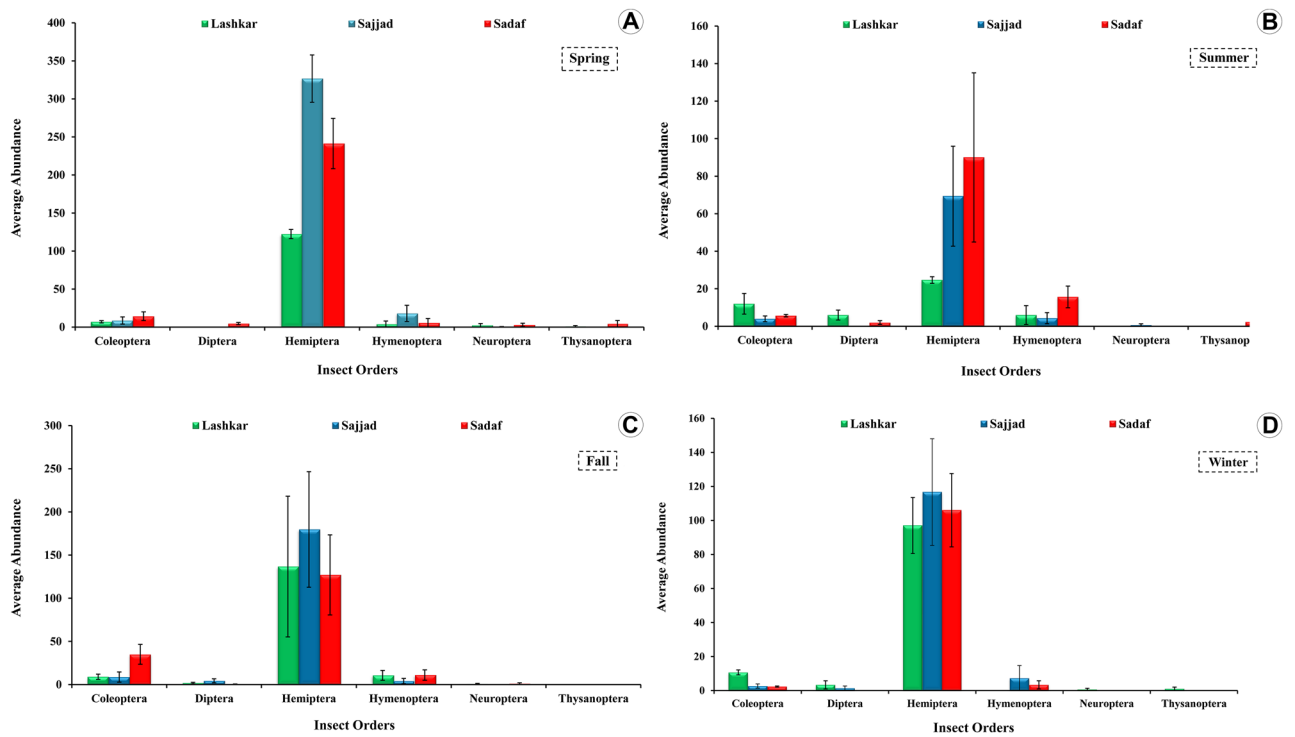 A
Lashkar Sajjad Sadaf
Spring
400
350
300
250
200
150
100
50
0
Average Abundance
Coleoptera Diptera Hemiptera Hymenoptera Neuroptera Thysanoptera
Insect Orders
B
Lashkar Sajjad Sadaf
Summer
160
140
120
100
80
60
40
20
0
Average Abundance
Coleoptera Diptera Hemiptera Hymenoptera Neuroptera Thysanop
Insect Orders
C
Lashkar Sajjad Sadaf
Fall
300
250
200
150
100
50
0
Average Abundance
Coleoptera Diptera Hemiptera Hymenoptera Neuroptera Thysanoptera
Insect Orders
D
Lashkar Sajjad Sadaf
Winter
160
140
120
100
80
60
40
20
0
Average Abundance
Coleoptera Diptera Hemiptera Hymenoptera Neuroptera Thysanoptera
Insect Orders